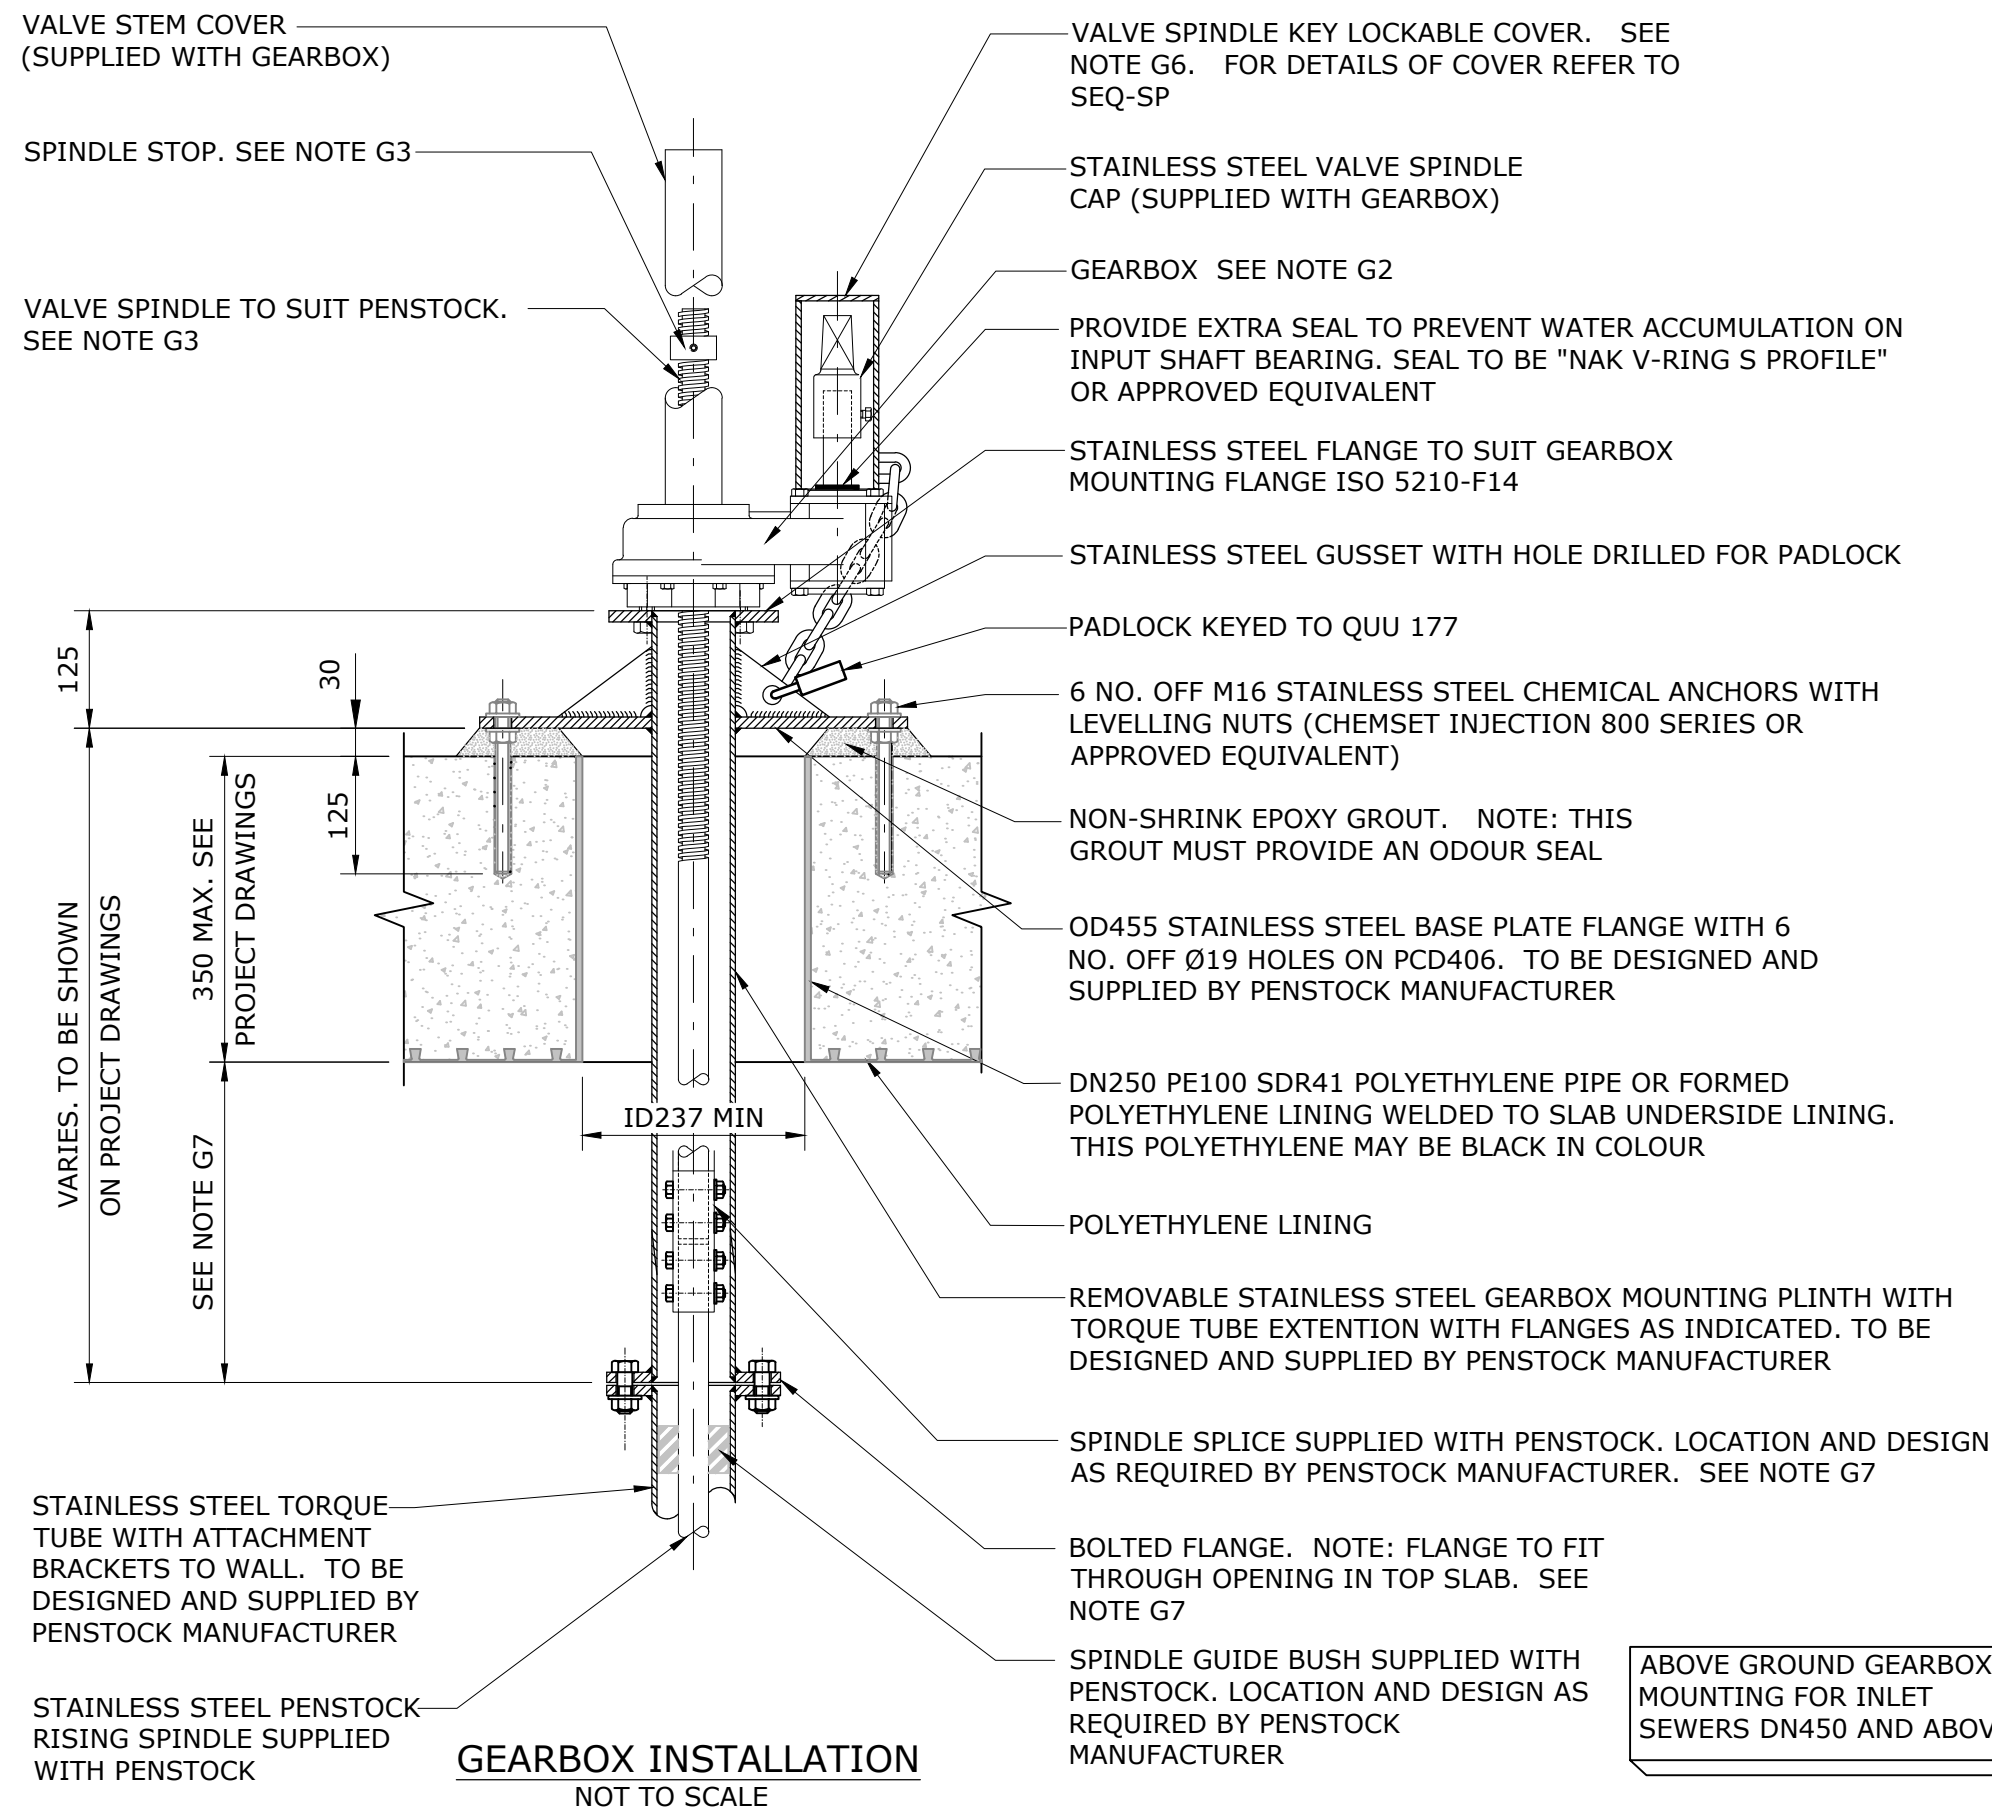 VALVE STEM COVER
(SUPPLIED WITH GEARBOX)
SPINDLE STOP. SEE NOTE G3
VALVE SPINDLE TO SUIT PENSTOCK.
SEE NOTE G3
125
30
125
350 MAX. SEE
PROJECT DRAWINGS
VARIES. TO BE SHOWN
ON PROJECT DRAWINGS
SEE NOTE G7
ID237 MIN
STAINLESS STEEL TORQUE
TUBE WITH ATTACHMENT
BRACKETS TO WALL. TO BE
DESIGNED AND SUPPLIED BY
PENSTOCK MANUFACTURER
STAINLESS STEEL PENSTOCK
RISING SPINDLE SUPPLIED
WITH PENSTOCK
VALVE SPINDLE KEY LOCKABLE COVER. SEE
NOTE G6. FOR DETAILS OF COVER REFER TO
SEQ-SP
STAINLESS STEEL VALVE SPINDLE
CAP (SUPPLIED WITH GEARBOX)
GEARBOX SEE NOTE G2
PROVIDE EXTRA SEAL TO PREVENT WATER ACCUMULATION ON
INPUT SHAFT BEARING. SEAL TO BE "NAK V-RING S PROFILE"
OR APPROVED EQUIVALENT
STAINLESS STEEL FLANGE TO SUIT GEARBOX
MOUNTING FLANGE ISO 5210-F14
STAINLESS STEEL GUSSET WITH HOLE DRILLED FOR PADLOCK
PADLOCK KEYED TO QUU 177
6 NO. OFF M16 STAINLESS STEEL CHEMICAL ANCHORS WITH
LEVELLING NUTS (CHEMSET INJECTION 800 SERIES OR
APPROVED EQUIVALENT)
NON-SHRINK EPOXY GROUT. NOTE: THIS
GROUT MUST PROVIDE AN ODOUR SEAL
OD455 STAINLESS STEEL BASE PLATE FLANGE WITH 6
NO. OFF Ø19 HOLES ON PCD406. TO BE DESIGNED AND
SUPPLIED BY PENSTOCK MANUFACTURER
DN250 PE100 SDR41 POLYETHYLENE PIPE OR FORMED
POLYETHYLENE LINING WELDED TO SLAB UNDERSIDE LINING.
THIS POLYETHYLENE MAY BE BLACK IN COLOUR
POLYETHYLENE LINING
REMOVABLE STAINLESS STEEL GEARBOX MOUNTING PLINTH WITH
TORQUE TUBE EXTENTION WITH FLANGES AS INDICATED. TO BE
DESIGNED AND SUPPLIED BY PENSTOCK MANUFACTURER
SPINDLE SPLICE SUPPLIED WITH PENSTOCK. LOCATION AND DESIGN
AS REQUIRED BY PENSTOCK MANUFACTURER. SEE NOTE G7
BOLTED FLANGE. NOTE: FLANGE TO FIT
THROUGH OPENING IN TOP SLAB. SEE
NOTE G7
SPINDLE GUIDE BUSH SUPPLIED WITH
PENSTOCK. LOCATION AND DESIGN AS
REQUIRED BY PENSTOCK
MANUFACTURER
ABOVE GROUND GEARBOX
MOUNTING FOR INLET
SEWERS DN450 AND
GEARBOX INSTALLATION
NOT TO SCALE